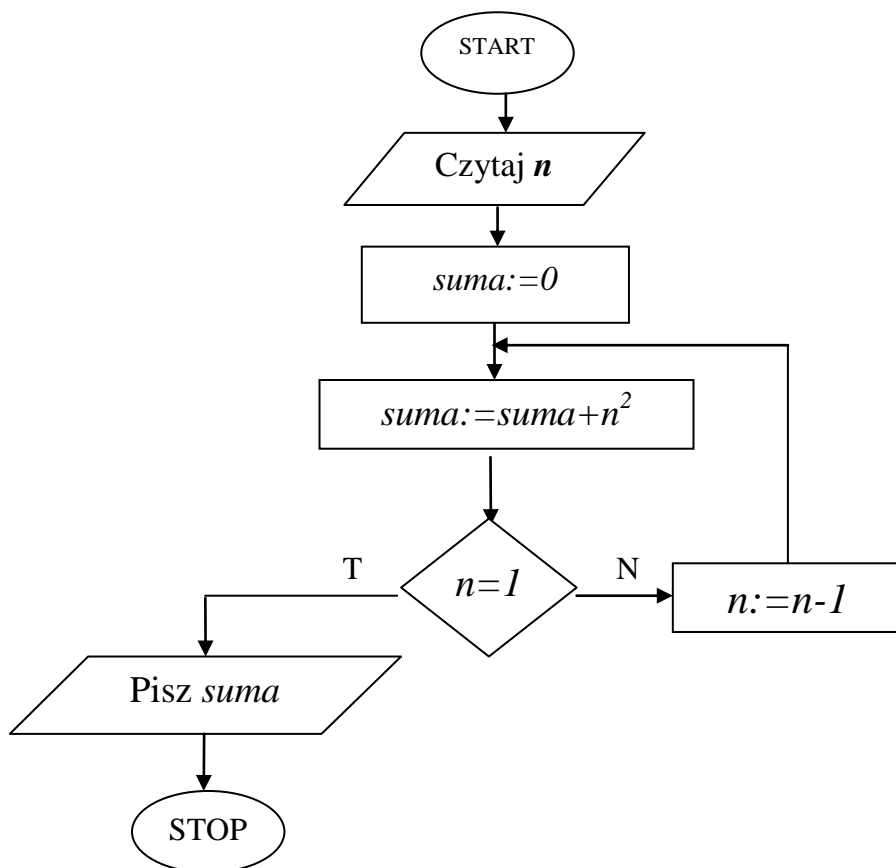 START
Czytaj n
suma:=0
suma:=suma+n²
n=1
T
N
n:=n-1
Pisz suma
STOP